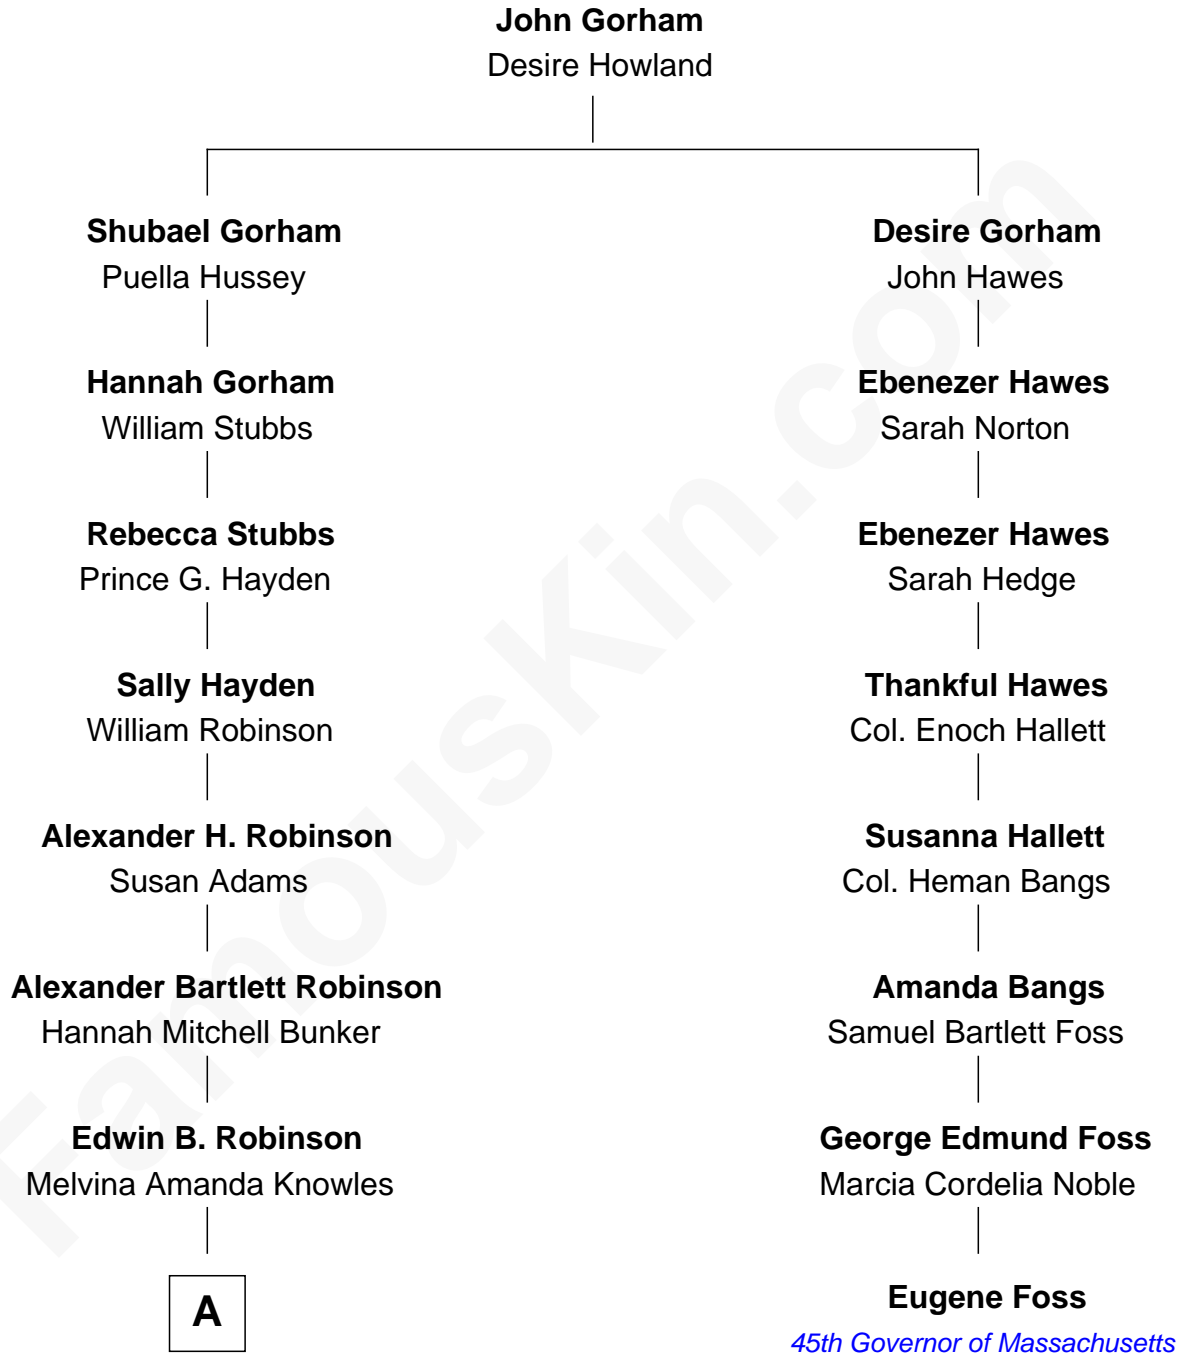 John Gorham
Desire Howland
Shubael Gorham
Puella Hussey
Desire Gorham
John Hawes
Hannah Gorham
William Stubbs
Ebenezer Hawes
Sarah Norton
Rebecca Stubbs
Prince G. Hayden
Ebenezer Hawes
Sarah Hedge
Sally Hayden
William Robinson
Thankful Hawes
Col. Enoch Hallett
Alexander H. Robinson
Susan Adams
Susanna Hallett
Col. Heman Bangs
Alexander Bartlett Robinson
Hannah Mitchell Bunker
Amanda Bangs
Samuel Bartlett Foss
Edwin B. Robinson
Melvina Amanda Knowles
George Edmund Foss
Marcia Cordelia Noble
A
Eugene Foss
45th Governor of Massachusetts
FamousKin.com